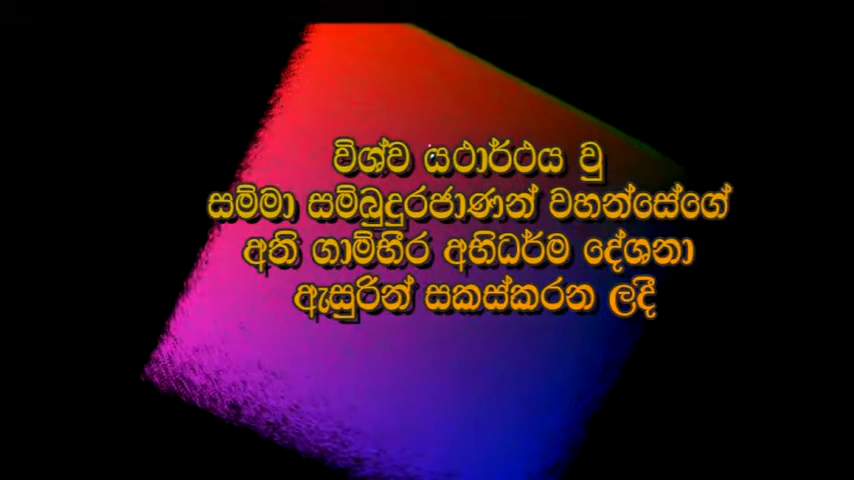 විශ්ව යථාර්ථය වූ
සම්මා සම්බුදුරජාණන් වහන්සේගේ
අති ගාම්භීර අභිධර්ම දේශනා
ඇසුරින් සකස්කරන ලදී